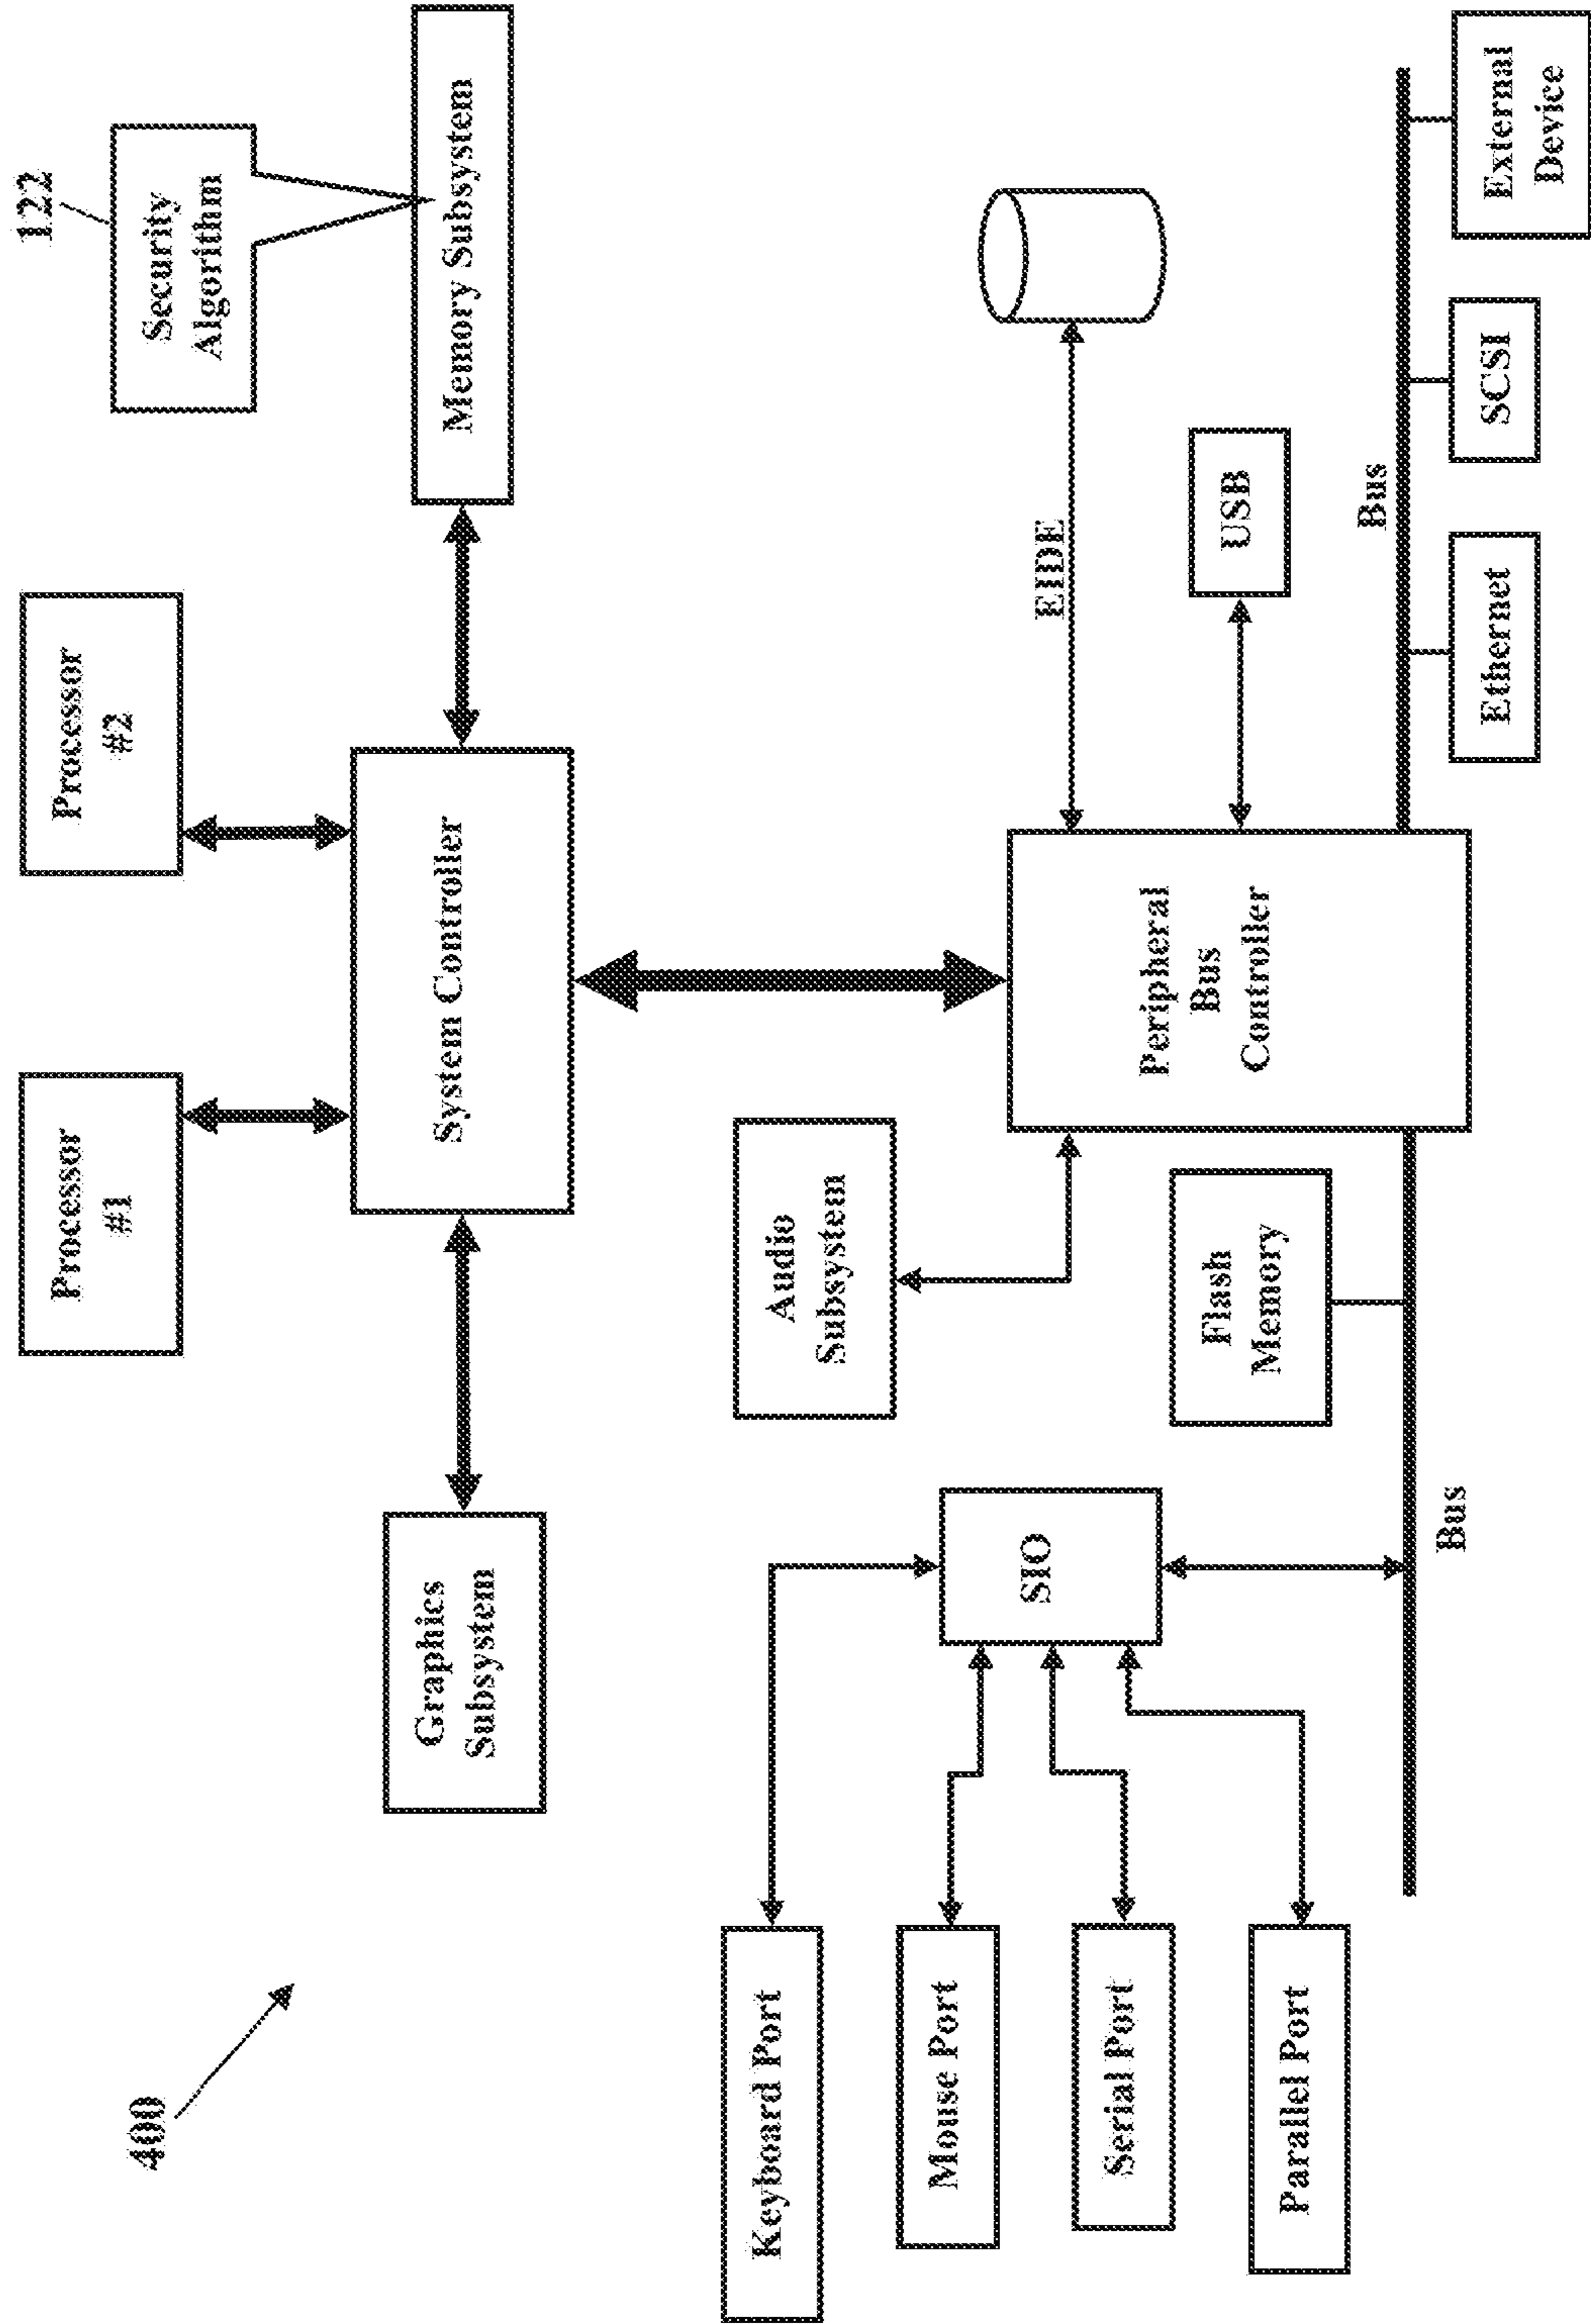 400
Processor
#1
Processor
#2
122
Security
Algorithm
Graphics
Subsystem
System Controller
Memory Subsystem
Keyboard Port
Mouse Port
Serial Port
Parallel Port
SIO
Audio
Subsystem
Flash
Memory
Peripheral
Bus
Controller
EIDE
USB
Bus
Bus
Ethernet
SCSI
External
Device